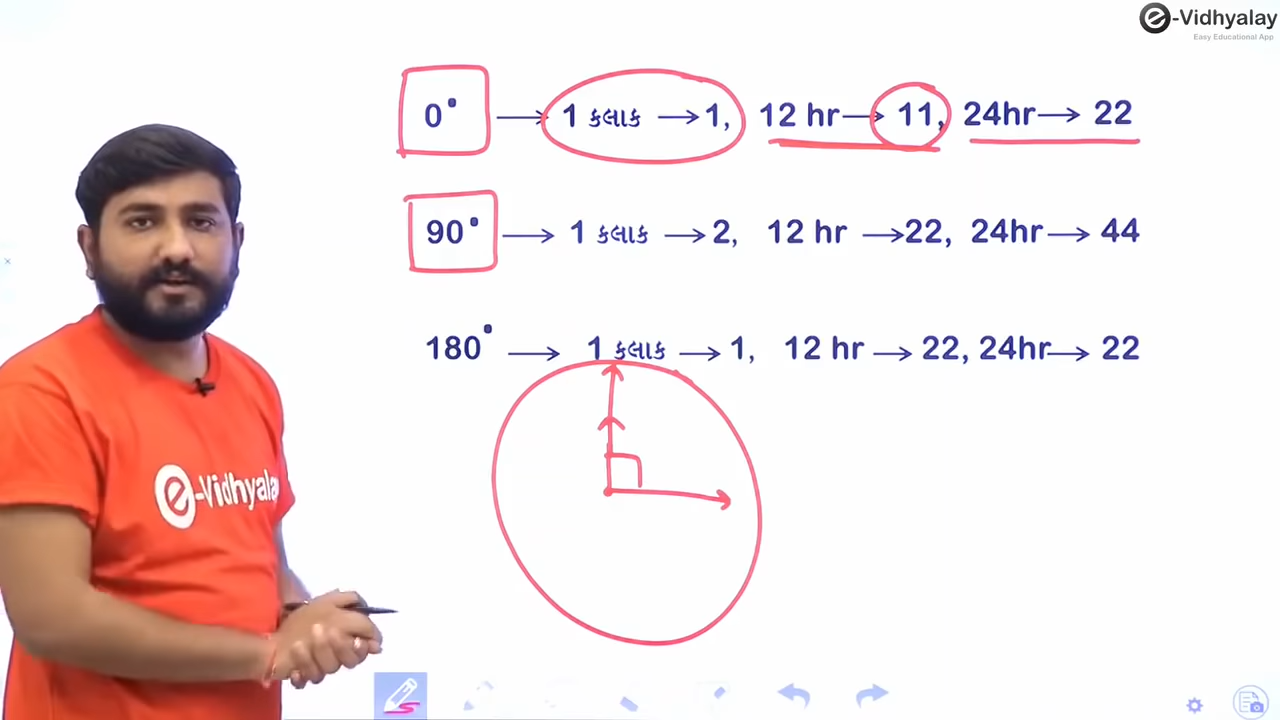 e-Vidhyalay
Easy Educational App
0° → 1 કલાક → 1, 12 hr → 11, 24hr → 22
90° → 1 કલાક → 2, 12 hr → 22, 24hr → 44
180° → 1 કલાક → 1, 12 hr → 22, 24hr → 22
e-Vidhyalay